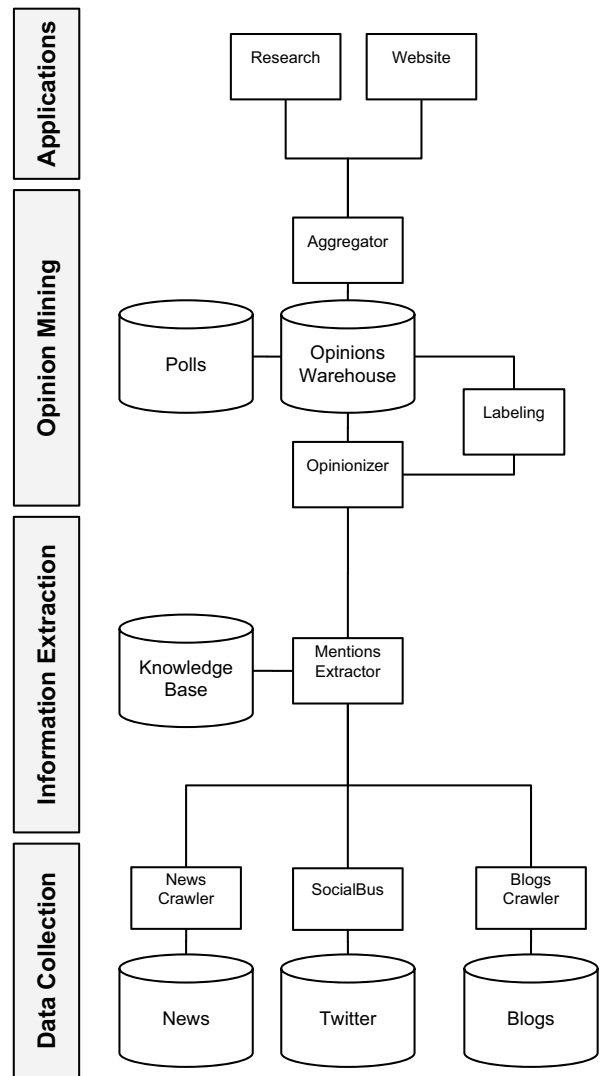 Applications
Research
Website
Opinion Mining
Aggregator
Polls
Opinions
Warehouse
Labeling
Opinionizer
Information Extraction
Knowledge
Base
Mentions
Extractor
Data Collection
News
Crawler
SocialBus
Blogs
Crawler
News
Twitter
Blogs